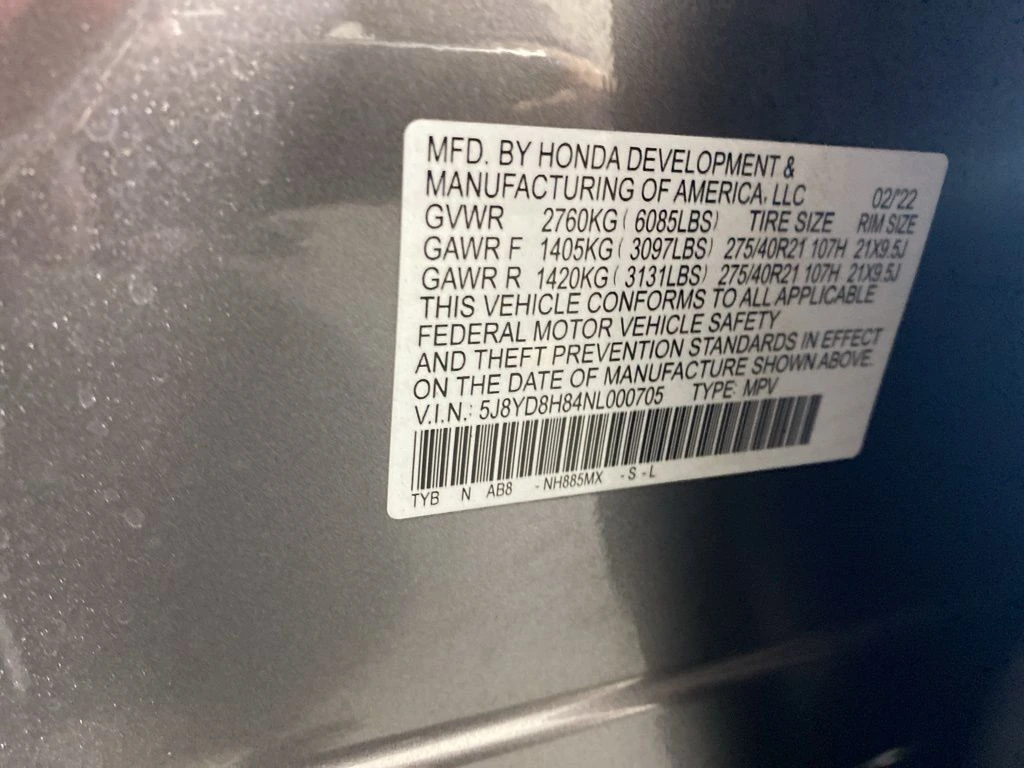 MFD. BY HONDA DEVELOPMENT &
MANUFACTURING OF AMERICA, LLC 02/'22
GVWR 2760KG ( 6085LBS) TIRE SIZE RIM SIZE
GAWR F 1405KG ( 3097LBS) 275/40R21 107H 21X9.5J
GAWR R 1420KG ( 3131LBS) 275/40R21 107H 21X9.5J
THIS VEHICLE CONFORMS TO ALL APPLICABLE
FEDERAL MOTOR VEHICLE SAFETY
AND THEFT PREVENTION STANDARDS IN EFFECT
ON THE DATE OF MANUFACTURE SHOWN ABOVE.
V.I.N.: 5J8YD8H84NL000705 TYPE: MPV
TYB N AB8 - NH885MX - S - L